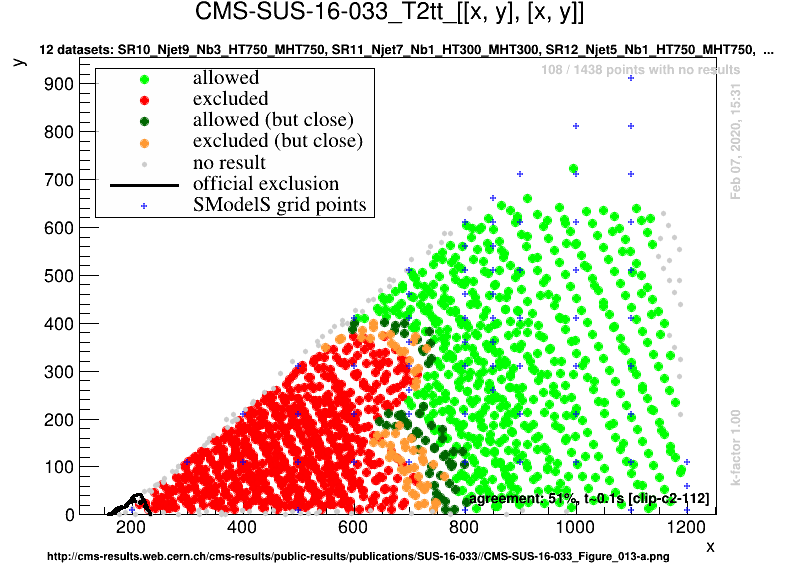 CMS-SUS-16-033_T2tt_[[x, y], [x, y]]
12 datasets: SR10_Njet9_Nb3_HT750_MHT750, SR11_Njet7_Nb1_HT300_MHT300, SR12_Njet5_Nb1_HT750_MHT750, ...
y
108 / 1438 points with no results
allowed
excluded
allowed (but close)
excluded (but close)
no result
official exclusion
SModelS grid points
Feb 07, 2020, 15:31
900
800
700
600
500
400
300
200
100
0
k-factor 1.00
agreement: 51%, t=0.1s [clip-c2-112]
200 400 600 800 1000 1200
x
http://cms-results.web.cern.ch/cms-results/public-results/publications/SUS-16-033//CMS-SUS-16-033_Figure_013-a.png